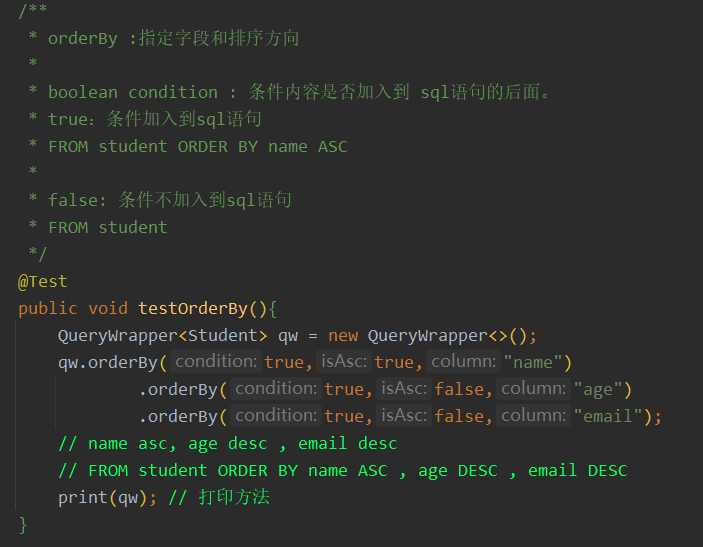 /**
 * orderBy :指定字段和排序方向
 *
 * boolean condition : 条件内容是否加入到 sql语句的后面。
 * true：条件加入到sql语句
 * FROM student ORDER BY name ASC
 *
 * false: 条件不加入到sql语句
 * FROM student
 */
@Test
public void testOrderBy(){
    QueryWrapper<Student> qw = new QueryWrapper<>();
    qw.orderBy( condition: true, isAsc: true, column: "name")
            .orderBy( condition: true, isAsc: false, column: "age")
            .orderBy( condition: true, isAsc: false, column: "email");
    // name asc, age desc , email desc
    // FROM student ORDER BY name ASC , age DESC , email DESC
    print(qw); // 打印方法
}